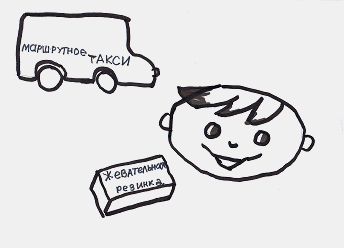 МАРШРУТНОЕ ТАКСИ
жЕвательная
резинка